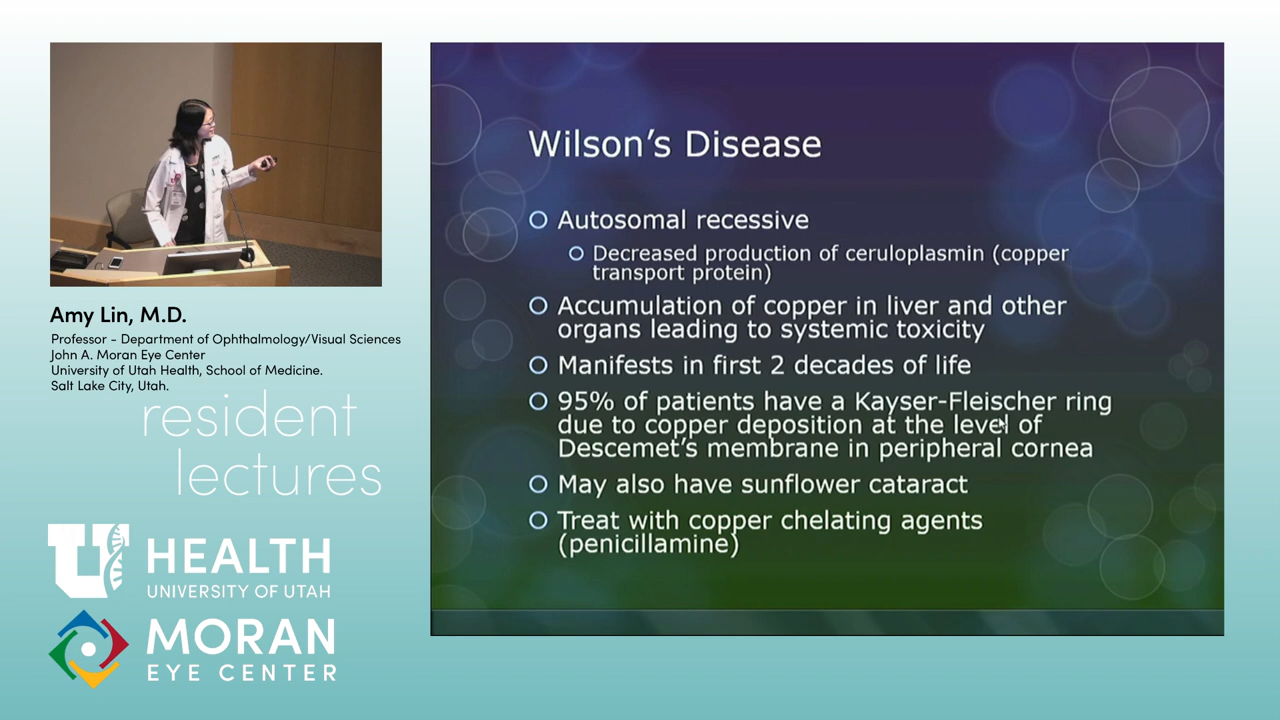 Amy Lin, M.D.
Professor - Department of Ophthalmology/Visual Sciences
John A. Moran Eye Center
University of Utah Health, School of Medicine.
Salt Lake City, Utah.
resident
lectures
U HEALTH
UNIVERSITY OF UTAH
MORAN
EYE CENTER
Wilson's Disease
Autosomal recessive
Decreased production of ceruloplasmin (copper
transport protein)
Accumulation of copper in liver and other
organs leading to systemic toxicity
Manifests in first 2 decades of life
95% of patients have a Kayser-Fleischer ring
due to copper deposition at the level of
Descemet's membrane in peripheral cornea
May also have sunflower cataract
Treat with copper chelating agents
(penicillamine)